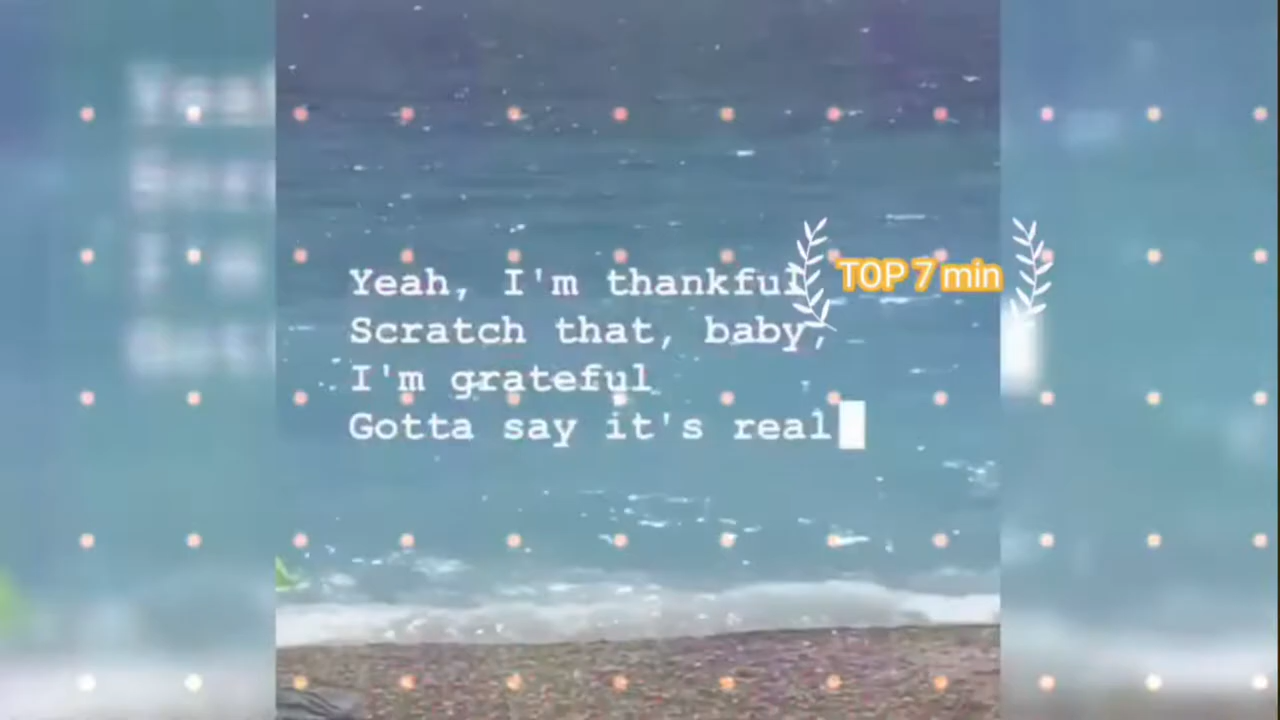 Yeah, I'm thankful
TOP 7 min
Scratch that, baby,
I'm grateful
Gotta say it's real